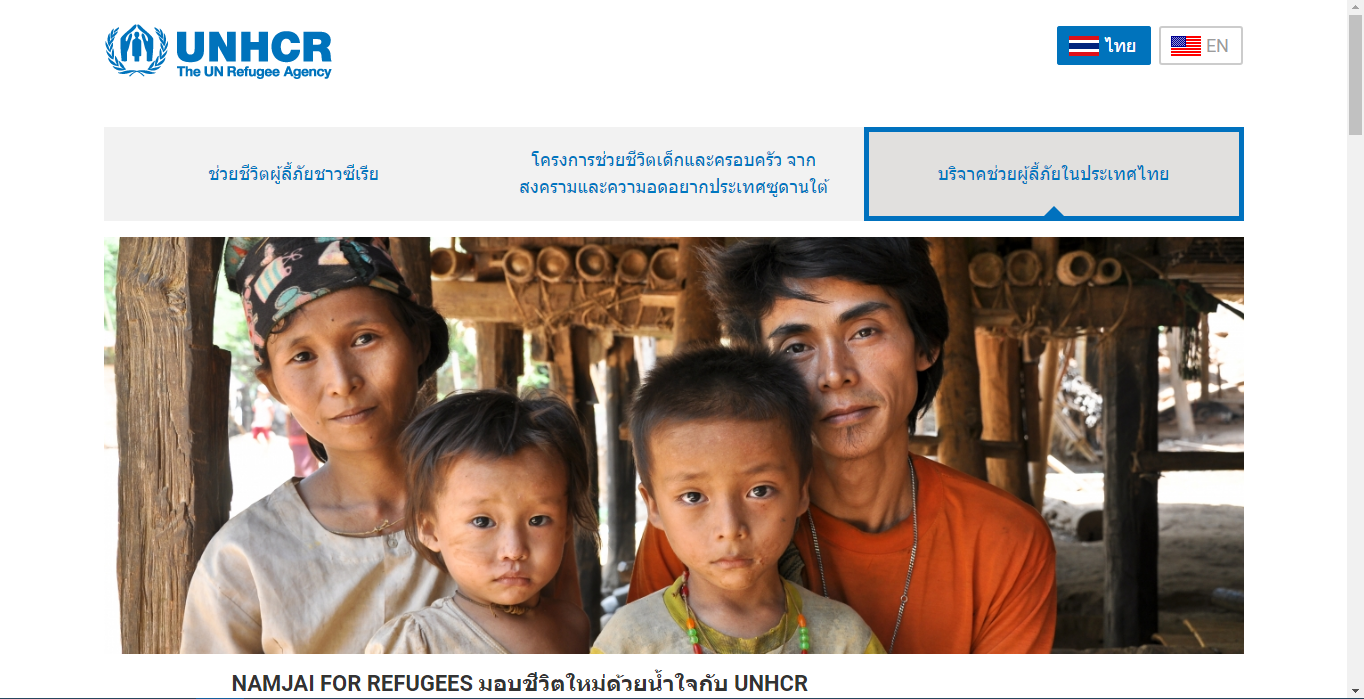 UNHCR
The UN Refugee Agency
ไทย
EN
ช่วยชีวิตผู้ลี้ภัยชาวซีเรีย
โครงการช่วยชีวิตเด็กและครอบครัว จาก
สงครามและความอดอยากประเทศซูดานใต้
บริจาคช่วยผู้ลี้ภัยในประเทศไทย
NAMJAI FOR REFUGEES มอบชีวิตใหม่ด้วยน้ำใจกับ UNHCR